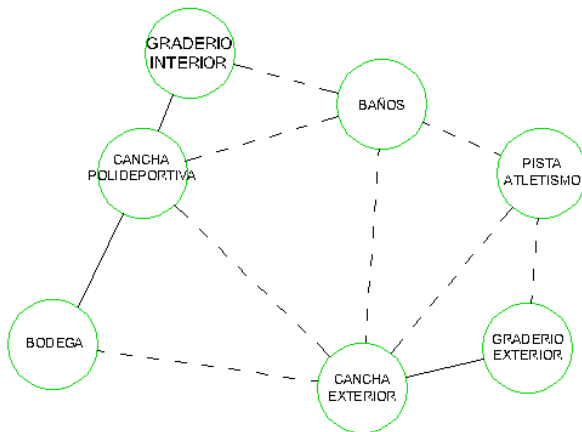 GRADERIO
INTERIOR
BAÑOS
CANCHA
POLIDEPORTIVA
PISTA
ATLETISMO
BODEGA
GRADERIO
EXTERIOR
CANCHA
EXTERIOR